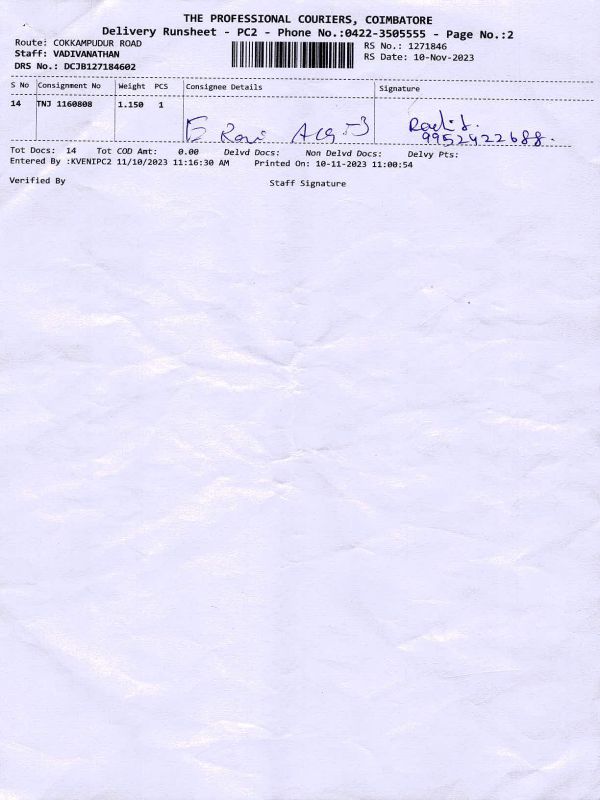 THE PROFESSIONAL COURIERS, COIMBATORE
Delivery Runsheet - PC2 - Phone No.:0422-3505555 - Page No.:2
Route: COKKAMPUDUR ROAD
RS No.: 1271846
Staff: VADIVANATHAN
RS Date: 10-Nov-2023
DRS No.: DCJB127184602
S No Consignment No Weight PCS Consignee Details Signature
14 TNJ 1160808 1.150 1
Ravi
9952422688
Tot Docs: 14 Tot COD Amt: 0.00 Delvd Docs: Non Delvd Docs: Delvy Pts:
Entered By :KVENIPC2 11/10/2023 11:16:30 AM Printed On: 10-11-2023 11:00:54
Verified By Staff Signature